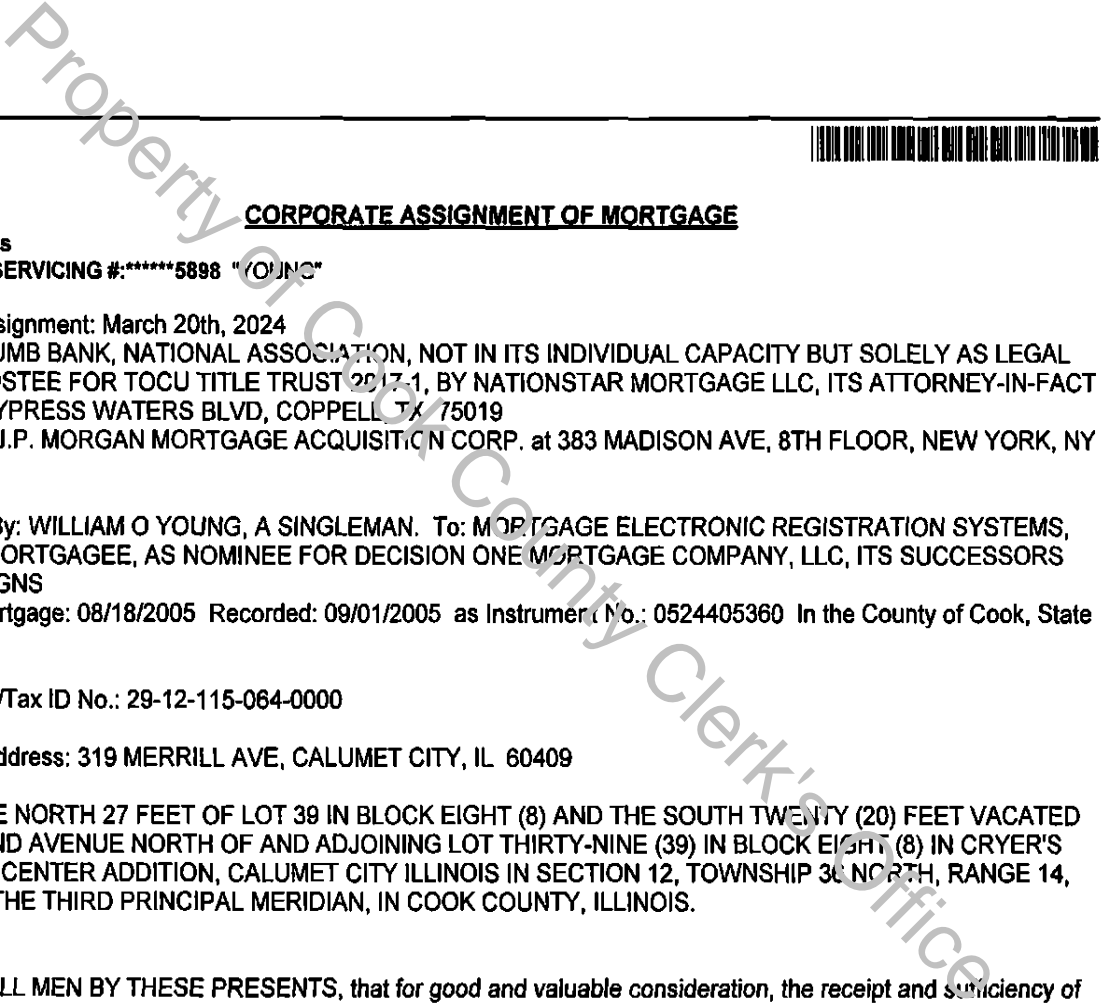 Property of Cook County Clerk's Office
CORPORATE ASSIGNMENT OF MORTGAGE
s
SERVICING #:******5898 "YOUNG"
signment: March 20th, 2024
UMB BANK, NATIONAL ASSOCIATION, NOT IN ITS INDIVIDUAL CAPACITY BUT SOLELY AS LEGAL
STEE FOR TOCU TITLE TRUST 2017-1, BY NATIONSTAR MORTGAGE LLC, ITS ATTORNEY-IN-FACT
YPRESS WATERS BLVD, COPPELL, TX 75019
J.P. MORGAN MORTGAGE ACQUISITION CORP. at 383 MADISON AVE, 8TH FLOOR, NEW YORK, NY
By: WILLIAM O YOUNG, A SINGLEMAN. To: MORTGAGE ELECTRONIC REGISTRATION SYSTEMS,
ORTGAGEE, AS NOMINEE FOR DECISION ONE MORTGAGE COMPANY, LLC, ITS SUCCESSORS
GNS
rtgage: 08/18/2005 Recorded: 09/01/2005 as Instrument No.: 0524405360 In the County of Cook, State
/Tax ID No.: 29-12-115-064-0000
ddress: 319 MERRILL AVE, CALUMET CITY, IL 60409
E NORTH 27 FEET OF LOT 39 IN BLOCK EIGHT (8) AND THE SOUTH TWENTY (20) FEET VACATED
ND AVENUE NORTH OF AND ADJOINING LOT THIRTY-NINE (39) IN BLOCK EIGHT (8) IN CRYER'S
CENTER ADDITION, CALUMET CITY ILLINOIS IN SECTION 12, TOWNSHIP 36 NORTH, RANGE 14,
THE THIRD PRINCIPAL MERIDIAN, IN COOK COUNTY, ILLINOIS.
LL MEN BY THESE PRESENTS, that for good and valuable consideration, the receipt and sufficiency of